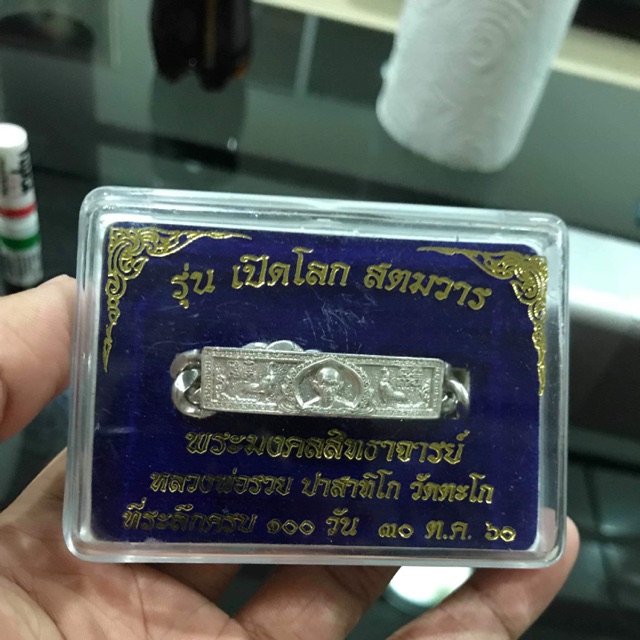 รุ่น เปิดโลก สตมวาร
พระมงคลสิทธาจารย์
หลวงพ่อรวย ปาสาทิโก วัดตะโก
ที่ระลึกครบ ๑๐๐ วัน ๓๐ ต.ค. ๖๐